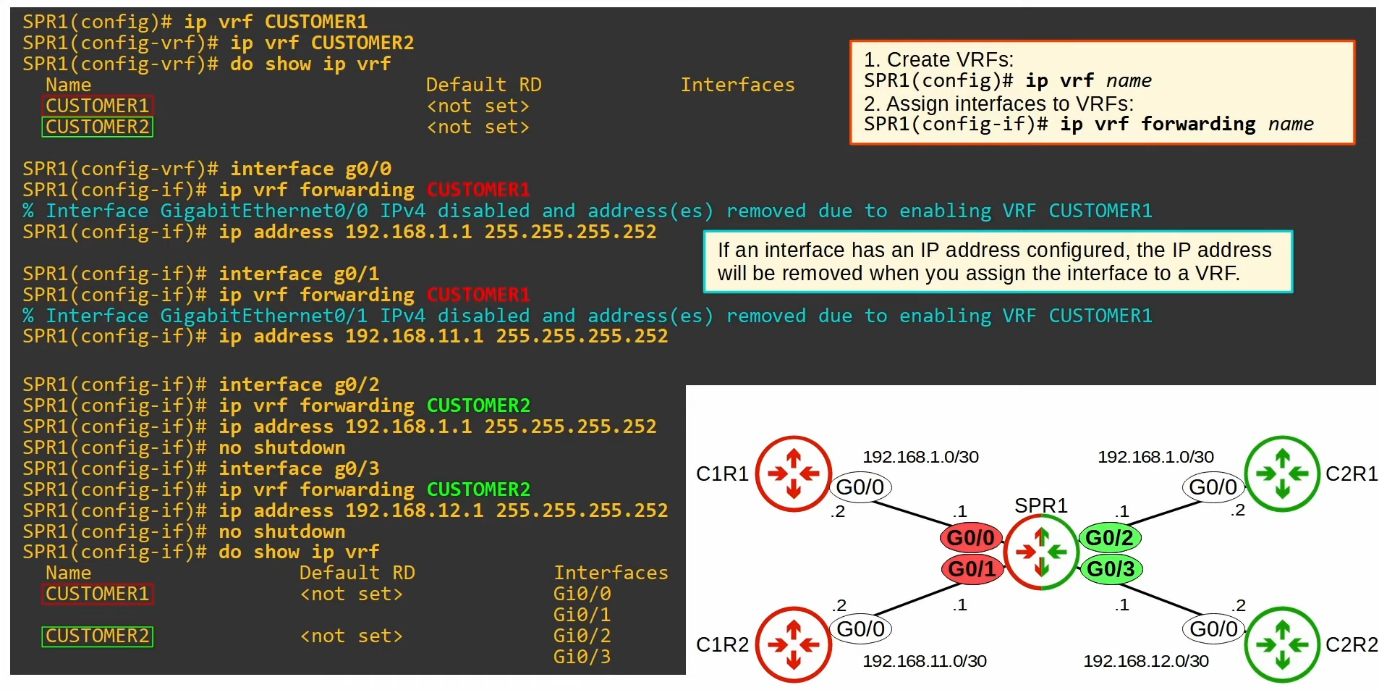 SPR1(config)# ip vrf CUSTOMER1
SPR1(config-vrf)# ip vrf CUSTOMER2
SPR1(config-vrf)# do show ip vrf
Name Default RD Interfaces
CUSTOMER1 <not set>
CUSTOMER2 <not set>
1. Create VRFs:
SPR1(config)# ip vrf name
2. Assign interfaces to VRFs:
SPR1(config-if)# ip vrf forwarding name
SPR1(config-vrf)# interface g0/0
SPR1(config-if)# ip vrf forwarding CUSTOMER1
% Interface GigabitEthernet0/0 IPv4 disabled and address(es) removed due to enabling VRF CUSTOMER1
SPR1(config-if)# ip address 192.168.1.1 255.255.255.252
If an interface has an IP address configured, the IP address
will be removed when you assign the interface to a VRF.
SPR1(config-if)# interface g0/1
SPR1(config-if)# ip vrf forwarding CUSTOMER1
% Interface GigabitEthernet0/1 IPv4 disabled and address(es) removed due to enabling VRF CUSTOMER1
SPR1(config-if)# ip address 192.168.11.1 255.255.255.252
SPR1(config-if)# interface g0/2
SPR1(config-if)# ip vrf forwarding CUSTOMER2
SPR1(config-if)# ip address 192.168.1.1 255.255.255.252
SPR1(config-if)# no shutdown
SPR1(config-if)# interface g0/3
SPR1(config-if)# ip vrf forwarding CUSTOMER2
SPR1(config-if)# ip address 192.168.12.1 255.255.255.252
SPR1(config-if)# no shutdown
SPR1(config-if)# do show ip vrf
Name Default RD Interfaces
CUSTOMER1 <not set> Gi0/0
Gi0/1
CUSTOMER2 <not set> Gi0/2
Gi0/3
192.168.1.0/30 192.168.1.0/30
C1R1 G0/0 G0/0 C2R1
.2 .1 SPR1 .1 .2
G0/0 G0/2
G0/1 G0/3
.2 .1 .1 .2
C1R2 G0/0 G0/0 C2R2
192.168.11.0/30 192.168.12.0/30